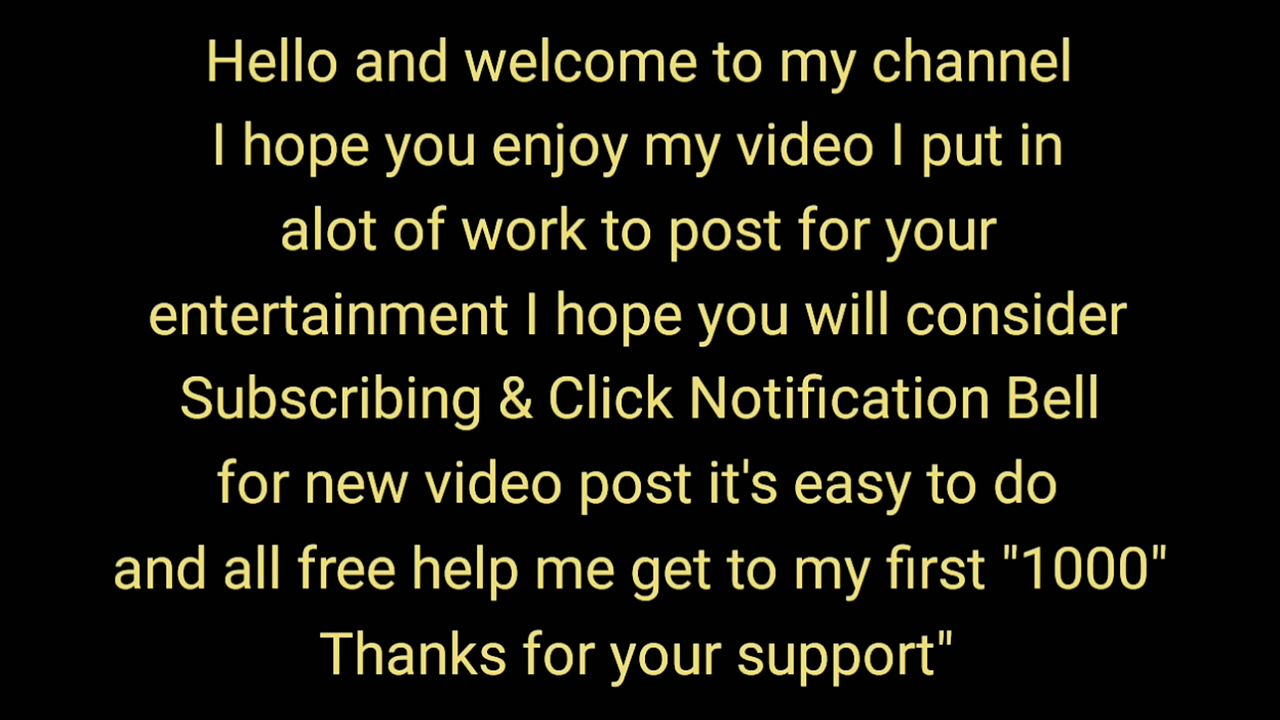 Hello and welcome to my channel
I hope you enjoy my video I put in
alot of work to post for your
entertainment I hope you will consider
Subscribing & Click Notification Bell
for new video post it's easy to do
and all free help me get to my first "1000"
Thanks for your support"